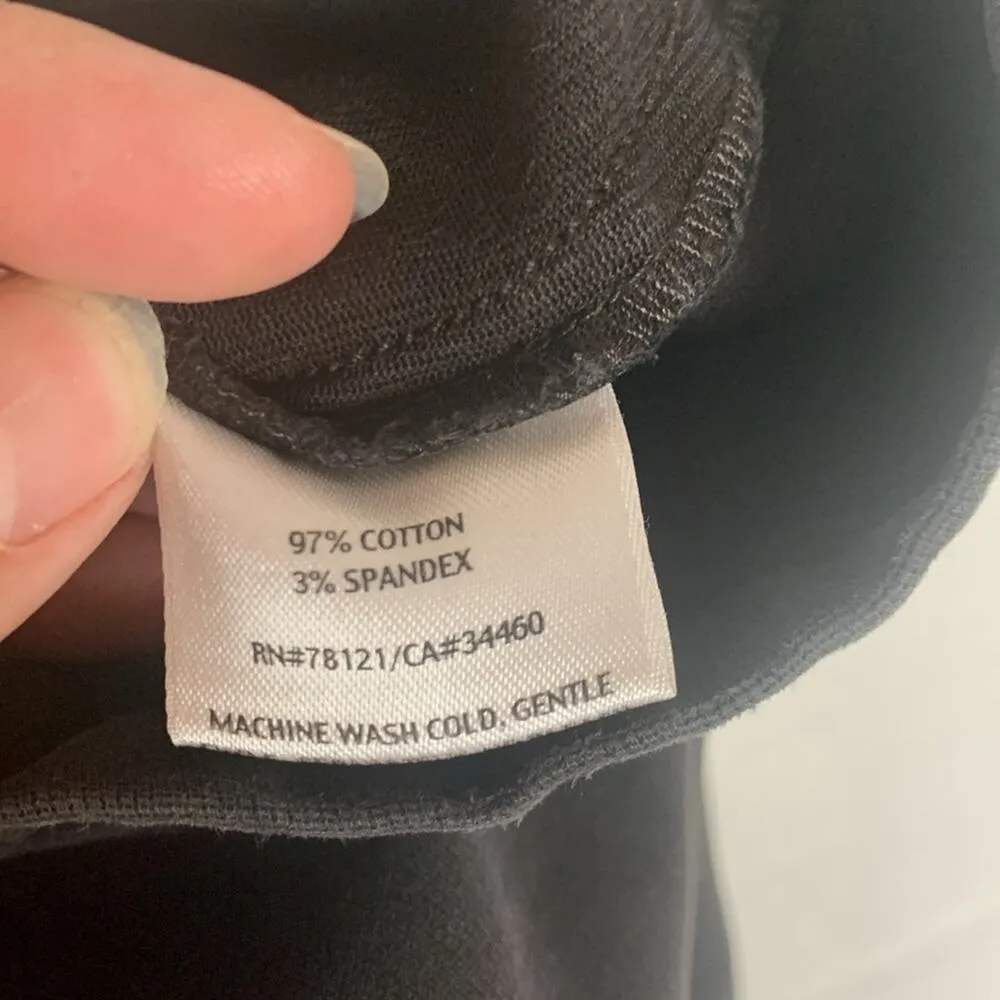 97% COTTON
3% SPANDEX
RN#78121/CA#34460
MACHINE WASH COLD. GENTLE